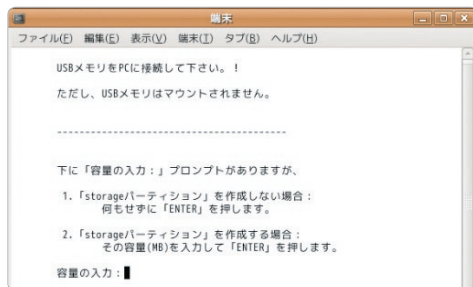 端末
ファイル(F) 編集(E) 表示(V) 端末(T) タブ(B) ヘルプ(H)
USBメモリをPCに接続して下さい。！
ただし、USBメモリはマウントされません。
----------------------------------------
下に「容量の入力：」プロンプトがありますが、
1.「storageパーティション」を作成しない場合：
何もせずに「ENTER」を押します。
2.「storageパーティション」を作成する場合：
その容量(MB)を入力して「ENTER」を押します。
容量の入力：